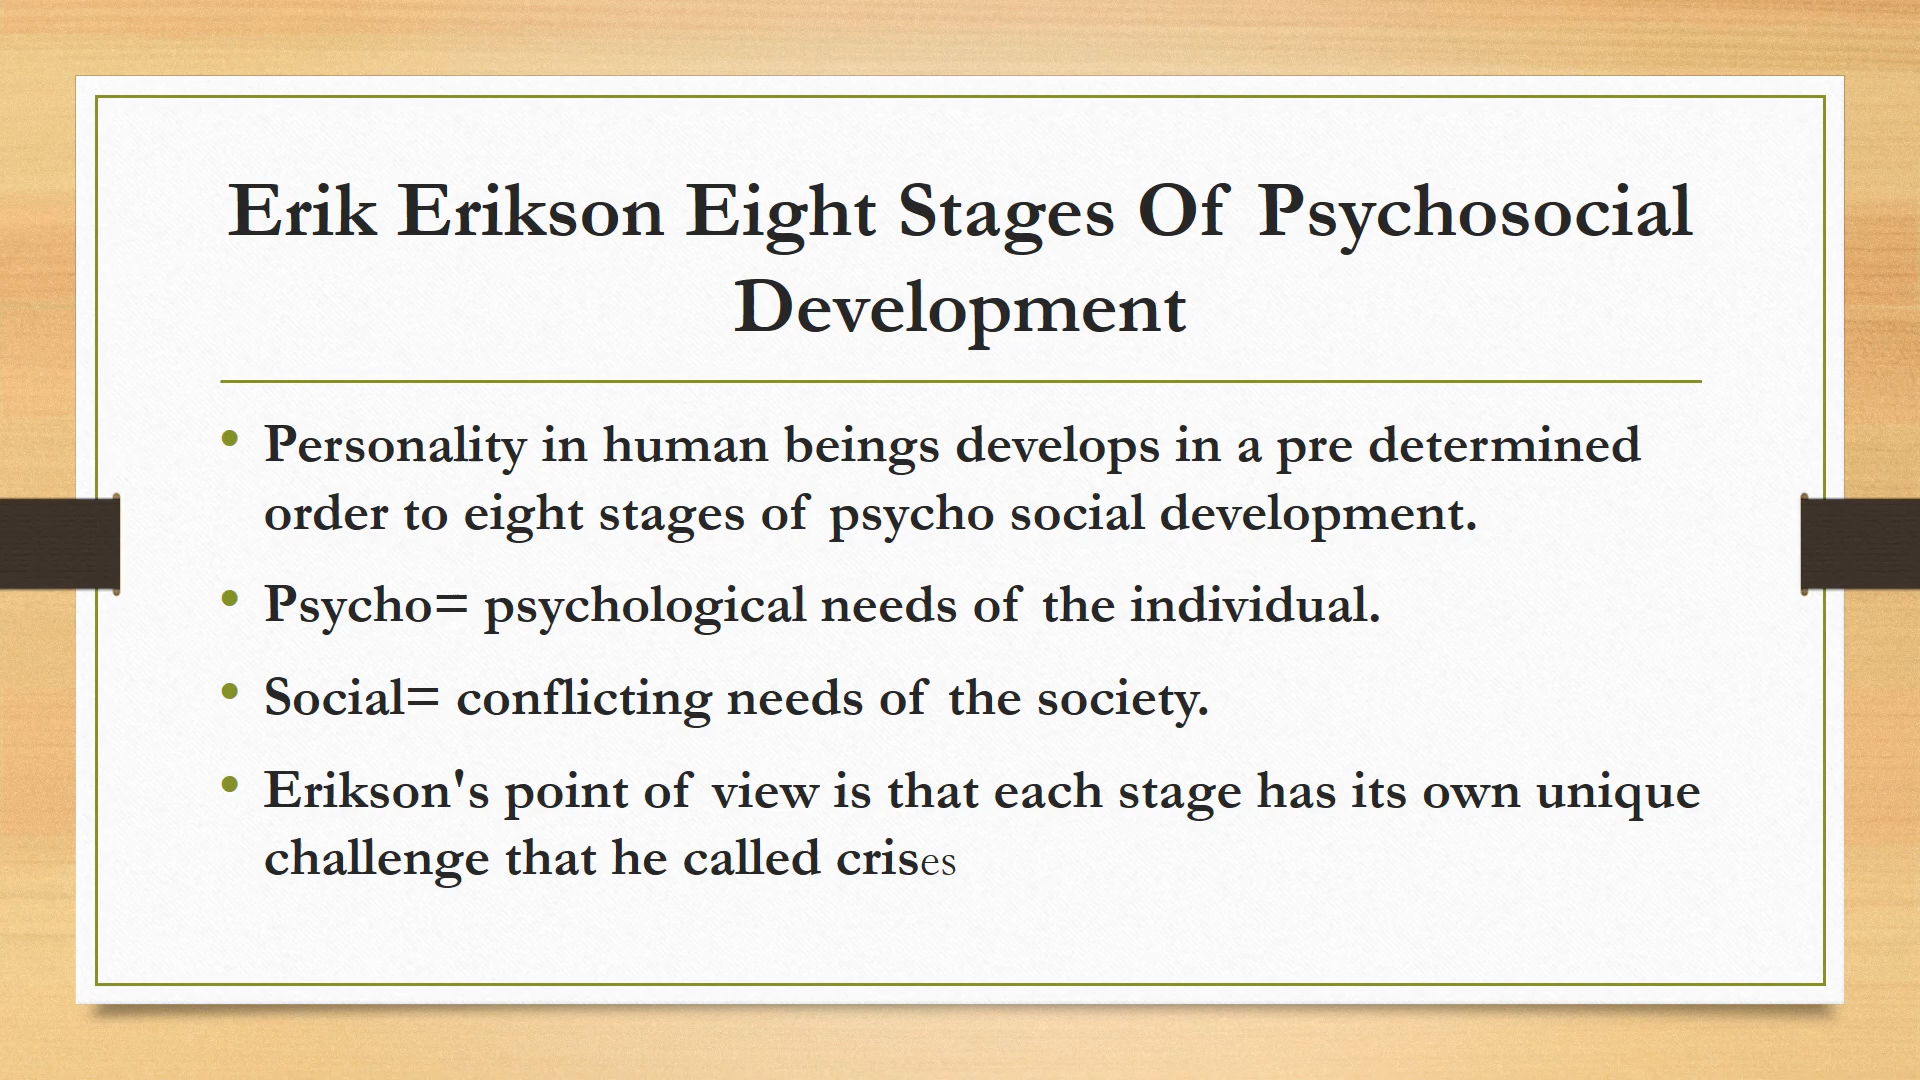 Erik Erikson Eight Stages Of Psychosocial
Development
• Personality in human beings develops in a pre determined
order to eight stages of psycho social development.
• Psycho= psychological needs of the individual.
• Social= conflicting needs of the society.
• Erikson's point of view is that each stage has its own unique
challenge that he called crises